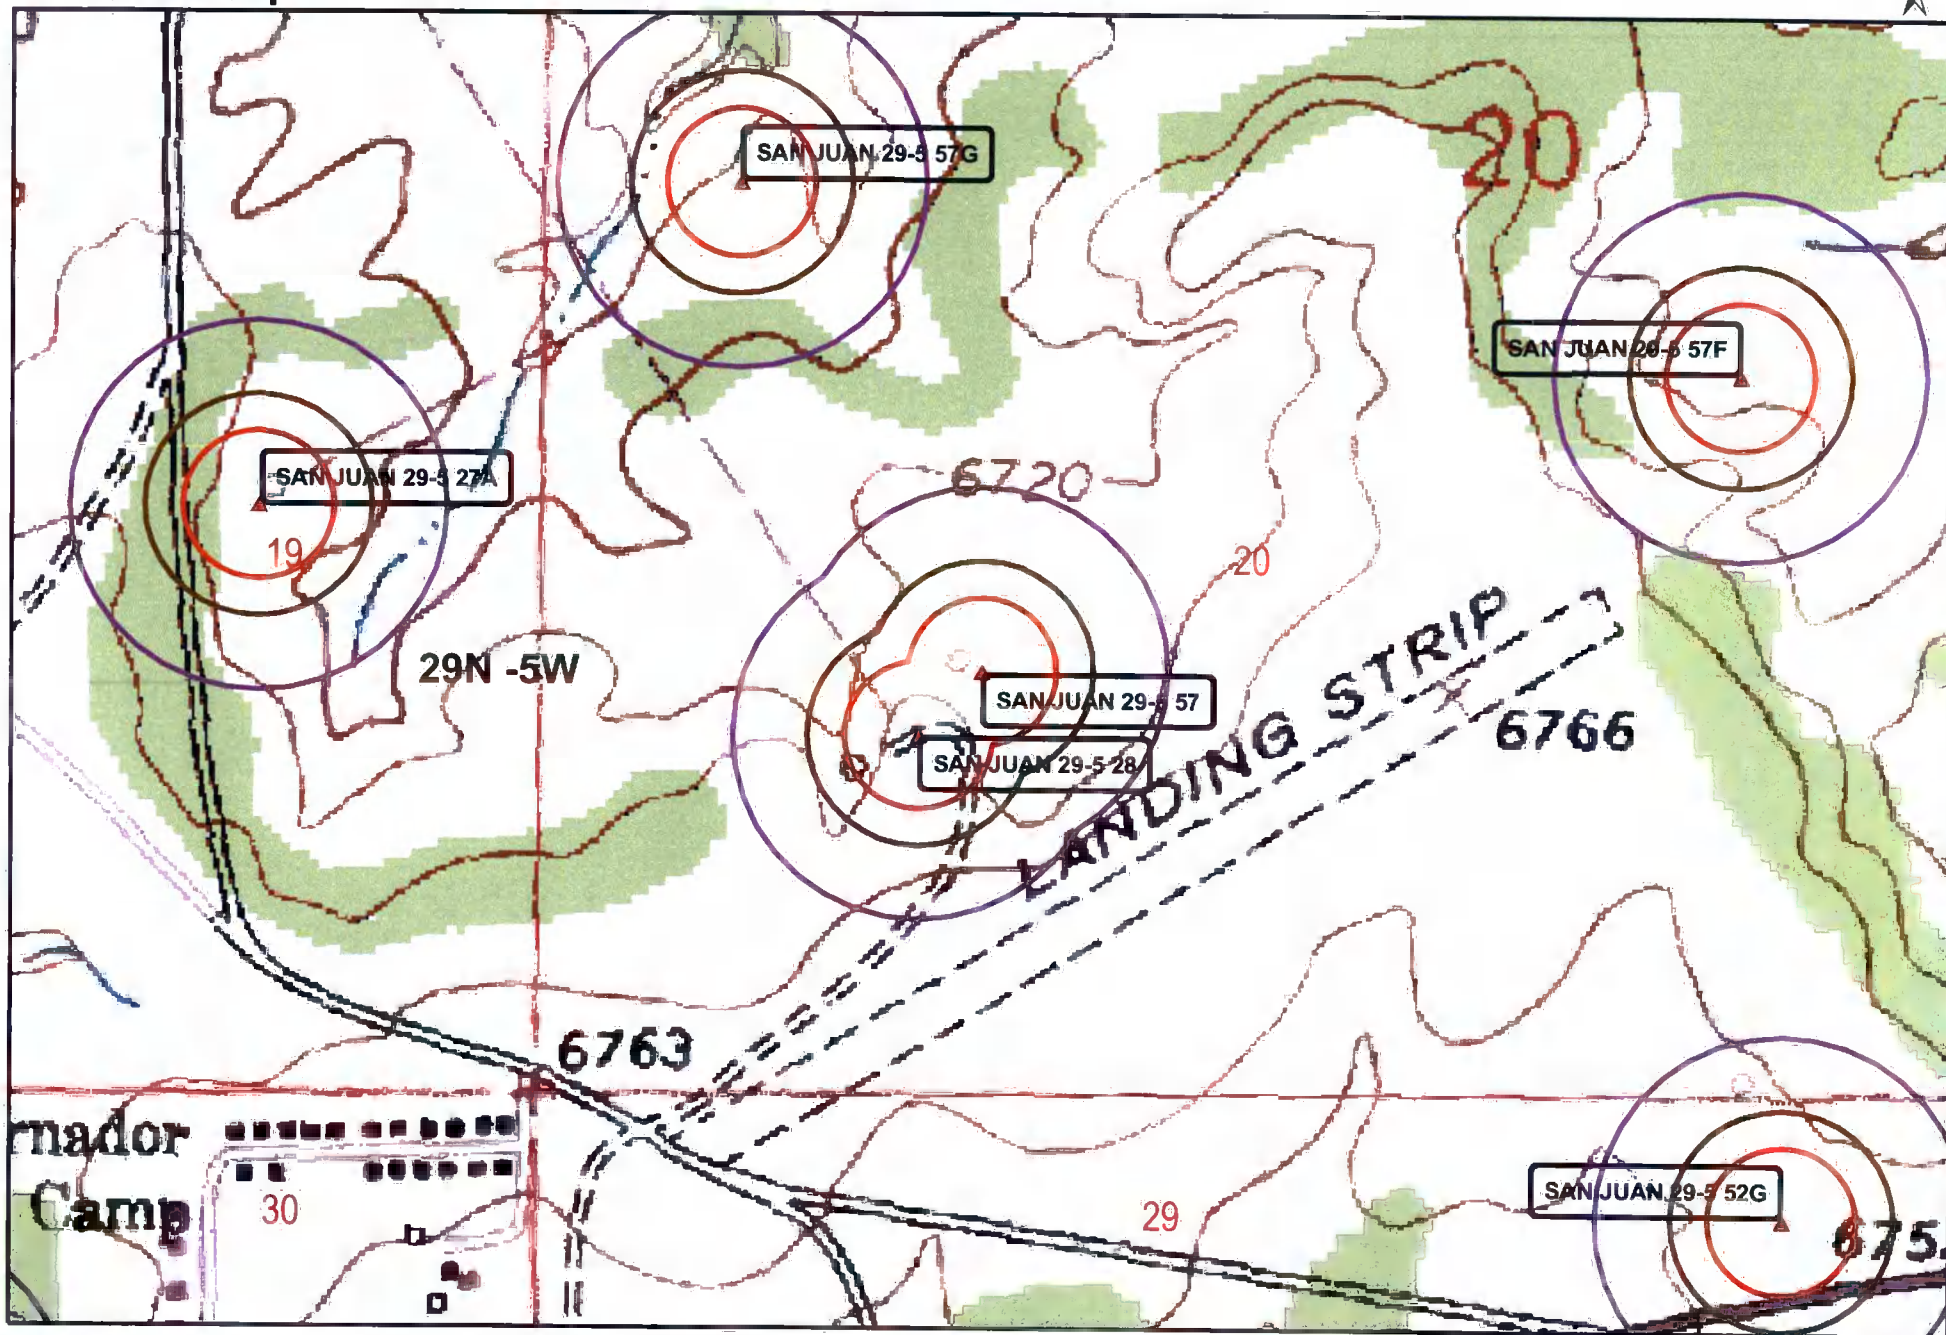 20
SAN JUAN 29-5 57G
SAN JUAN 29-5 57F
6720
SAN JUAN 29-5 27A
19
20
29N -5W
LANDING STRIP
SAN JUAN 29-5 57
6766
SAN JUAN 29-5 28
6763
rnador
Camp
30
29
SAN JUAN 29-5 52G
675